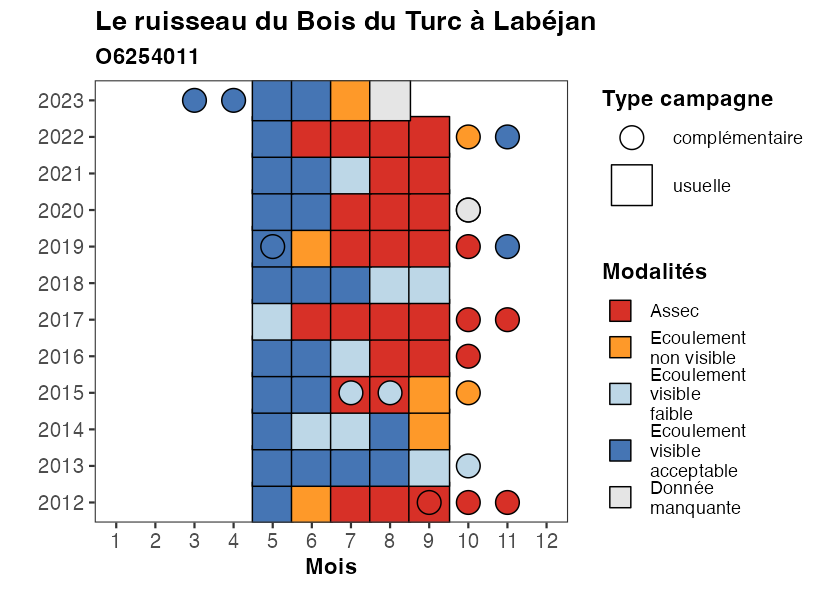 Le ruisseau du Bois du Turc à Labéjan
O6254011
2023
2022
2021
2020
2019
2018
2017
2016
2015
2014
2013
2012
1 2 3 4 5 6 7 8 9 10 11 12
Mois
Type campagne
complémentaire
usuelle
Modalités
Assec
Ecoulement
non visible
Ecoulement
visible
faible
Ecoulement
visible
acceptable
Donnée
manquante